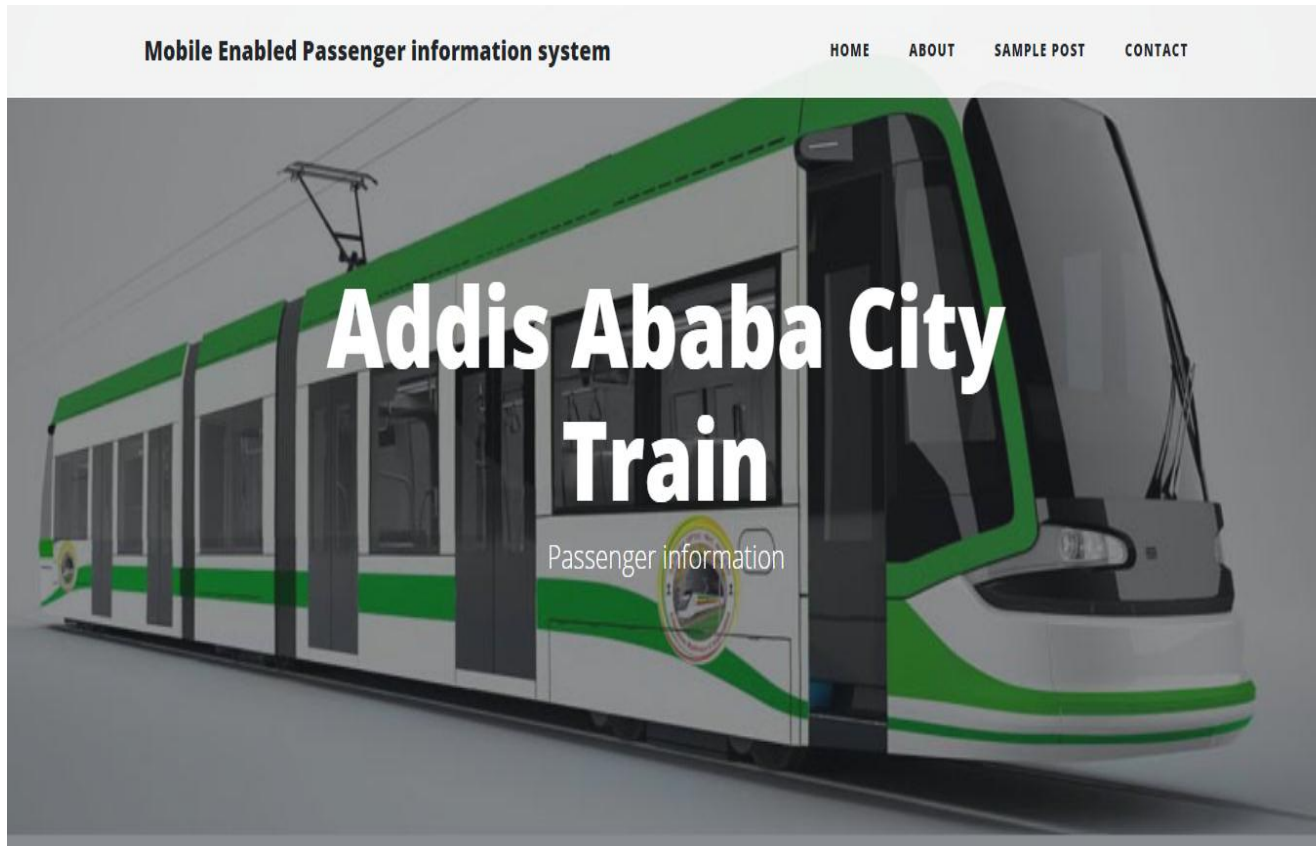 Mobile Enabled Passenger information system
HOME ABOUT SAMPLE POST CONTACT
Addis Ababa City
Train
Passenger information